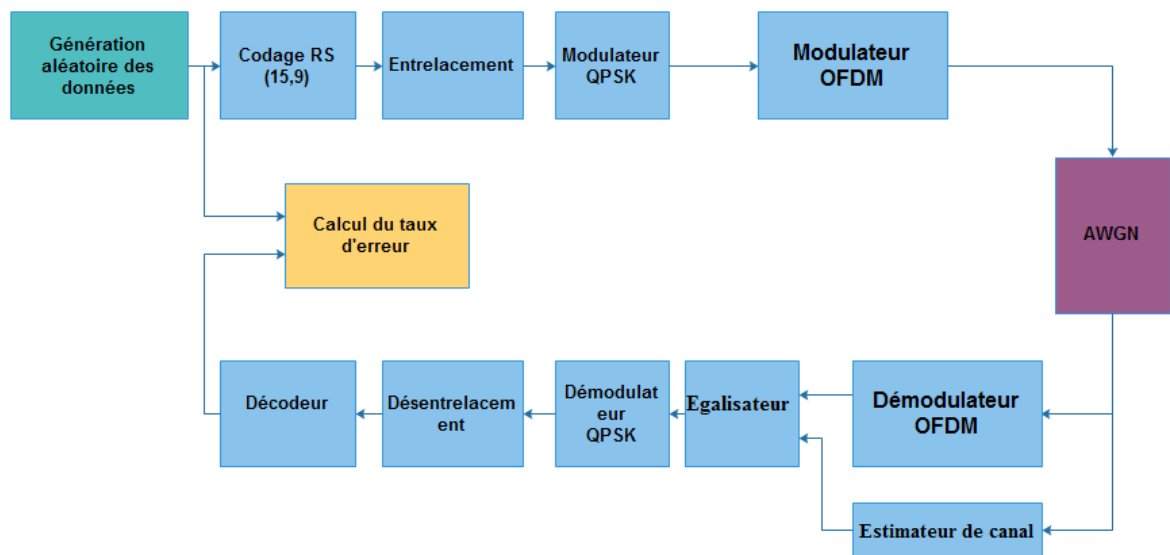 Génération
aléatoire des
données
Codage RS
(15,9)
Entrelacement
Modulateur
QPSK
Modulateur
OFDM
AWGN
Calcul du taux
d'erreur
Décodeur
Désentrelacem
ent
Démodulat
eur
QPSK
Egalisateur
Démodulateur
OFDM
Estimateur de canal